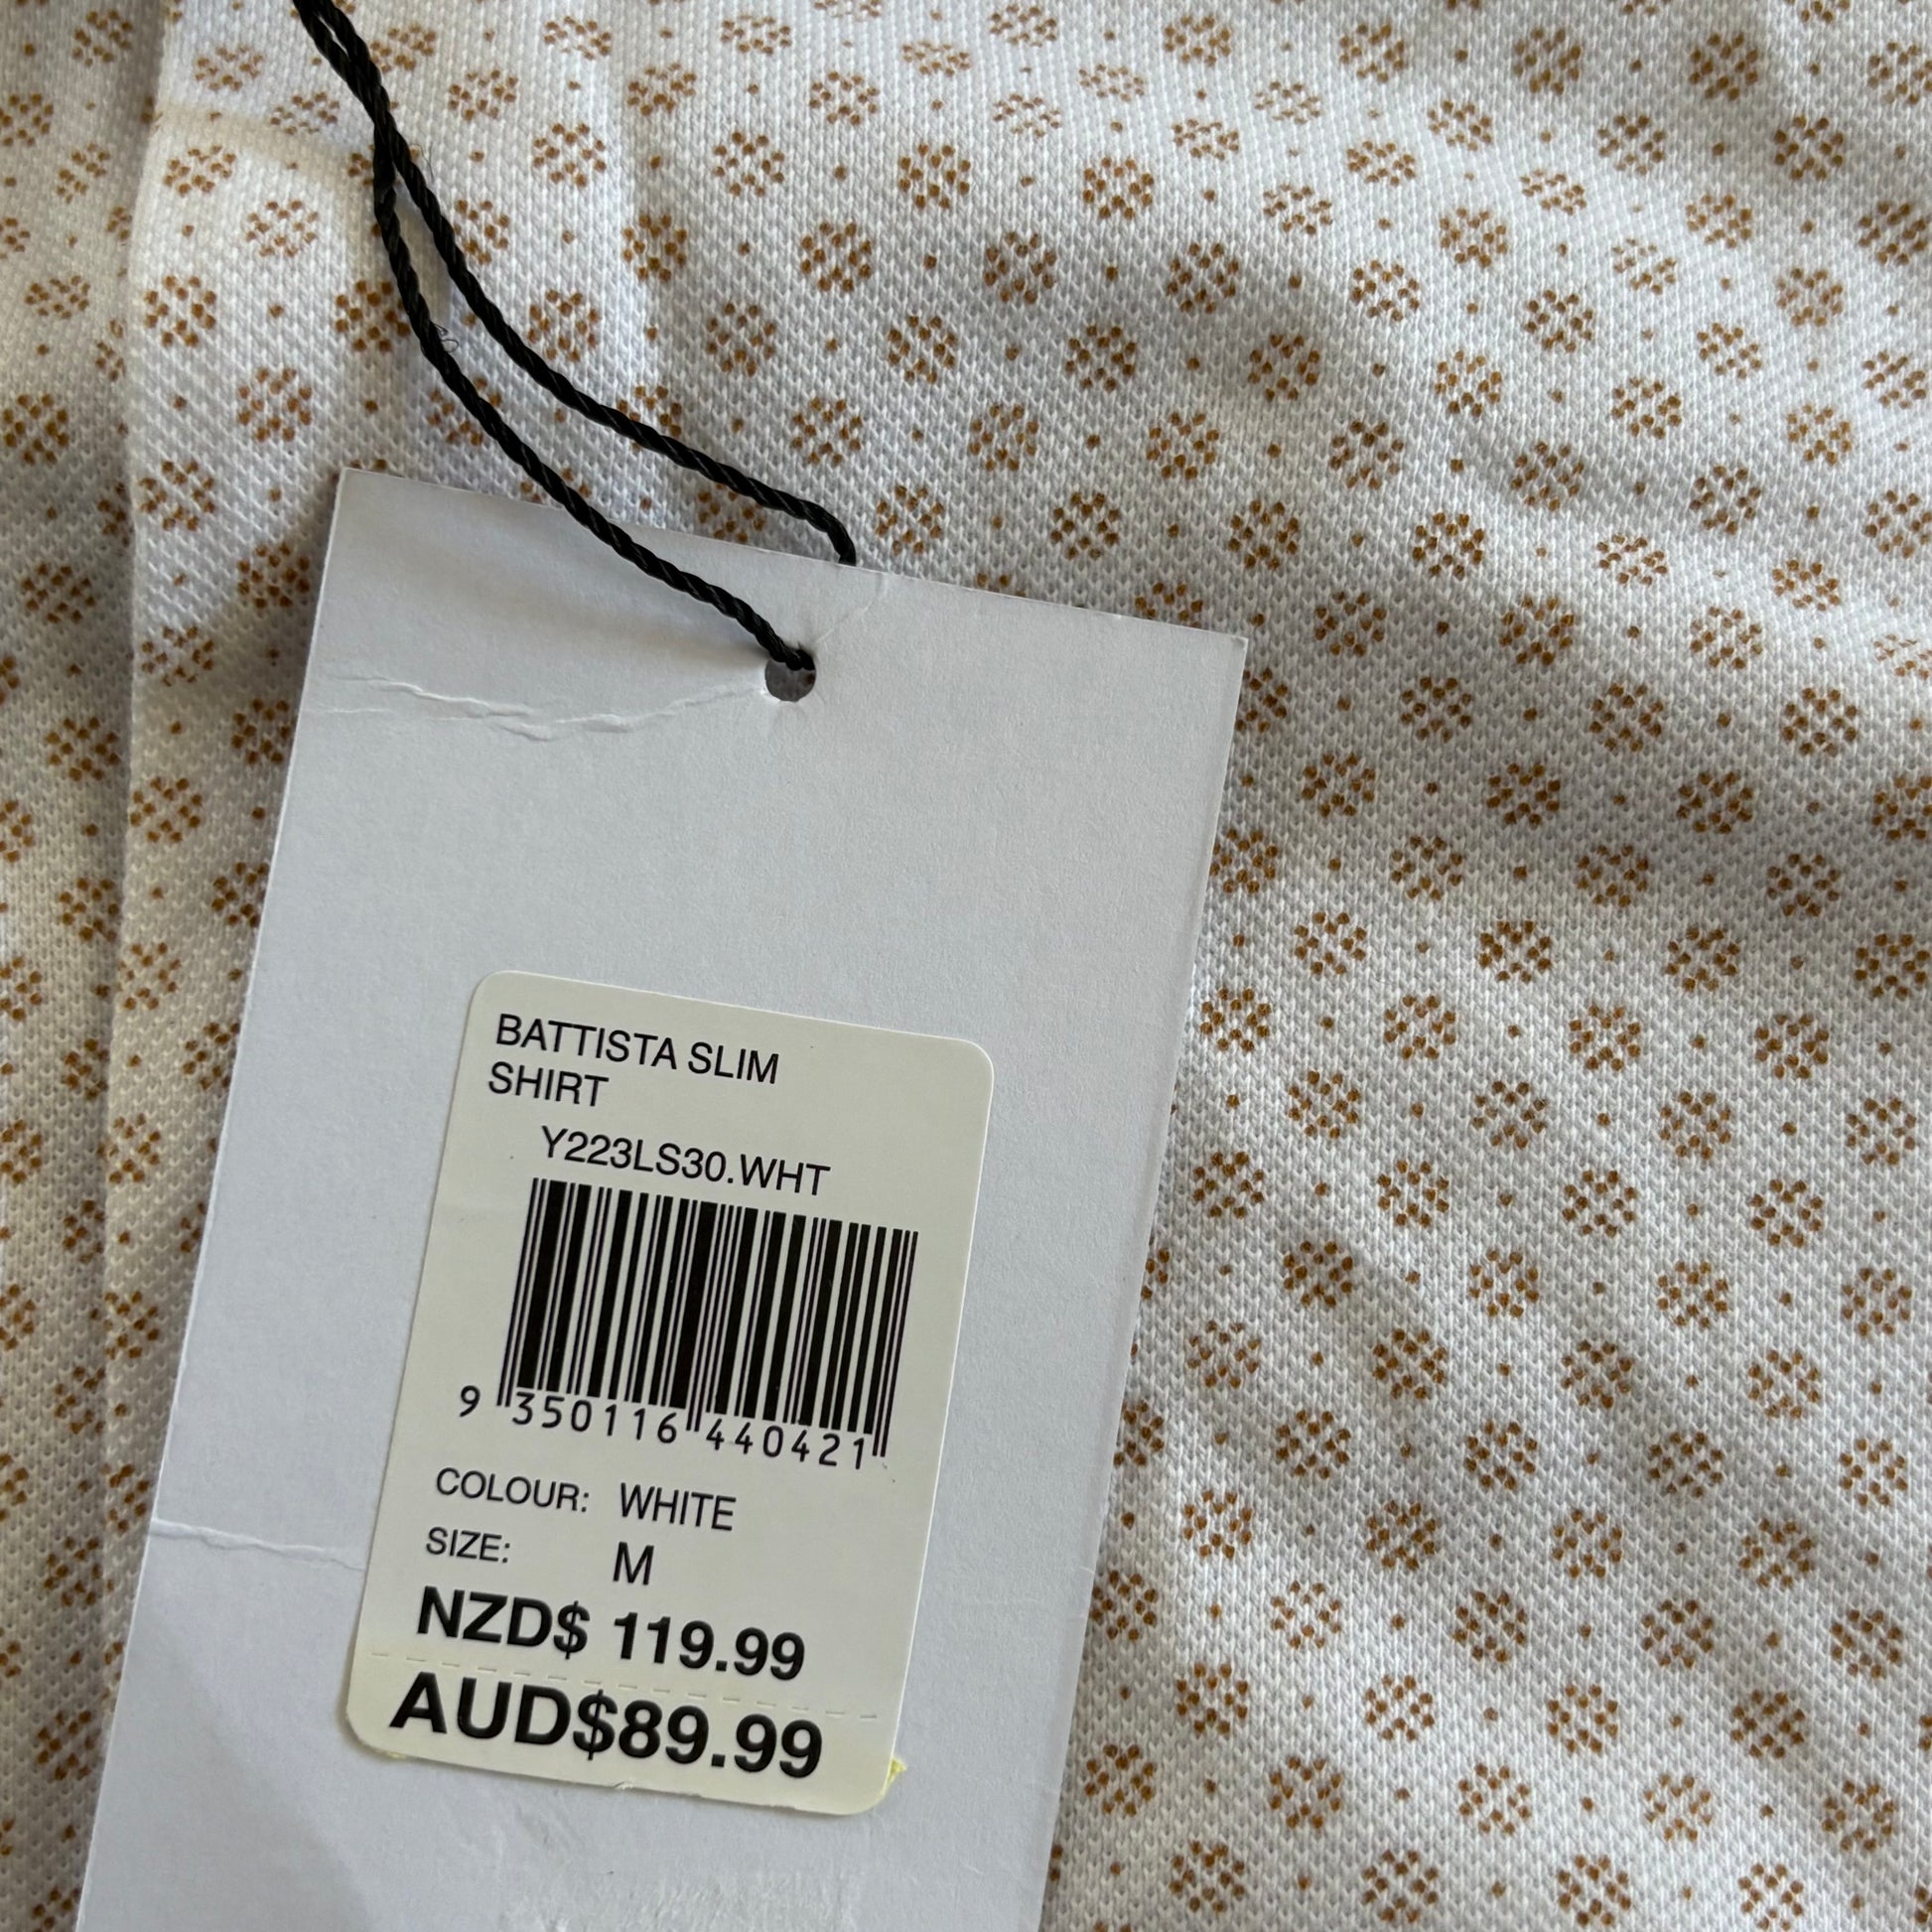 BATTISTA SLIM
SHIRT
Y223LS30.WHT
9 350116 440421
COLOUR: WHITE
SIZE: M
NZD$ 119.99
AUD$89.99